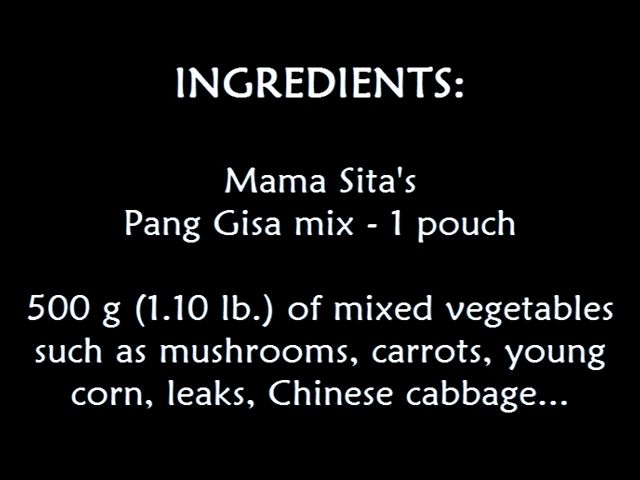 INGREDIENTS:
Mama Sita's
Pang Gisa mix - 1 pouch
500 g (1.10 lb.) of mixed vegetables
such as mushrooms, carrots, young
corn, leaks, Chinese cabbage...